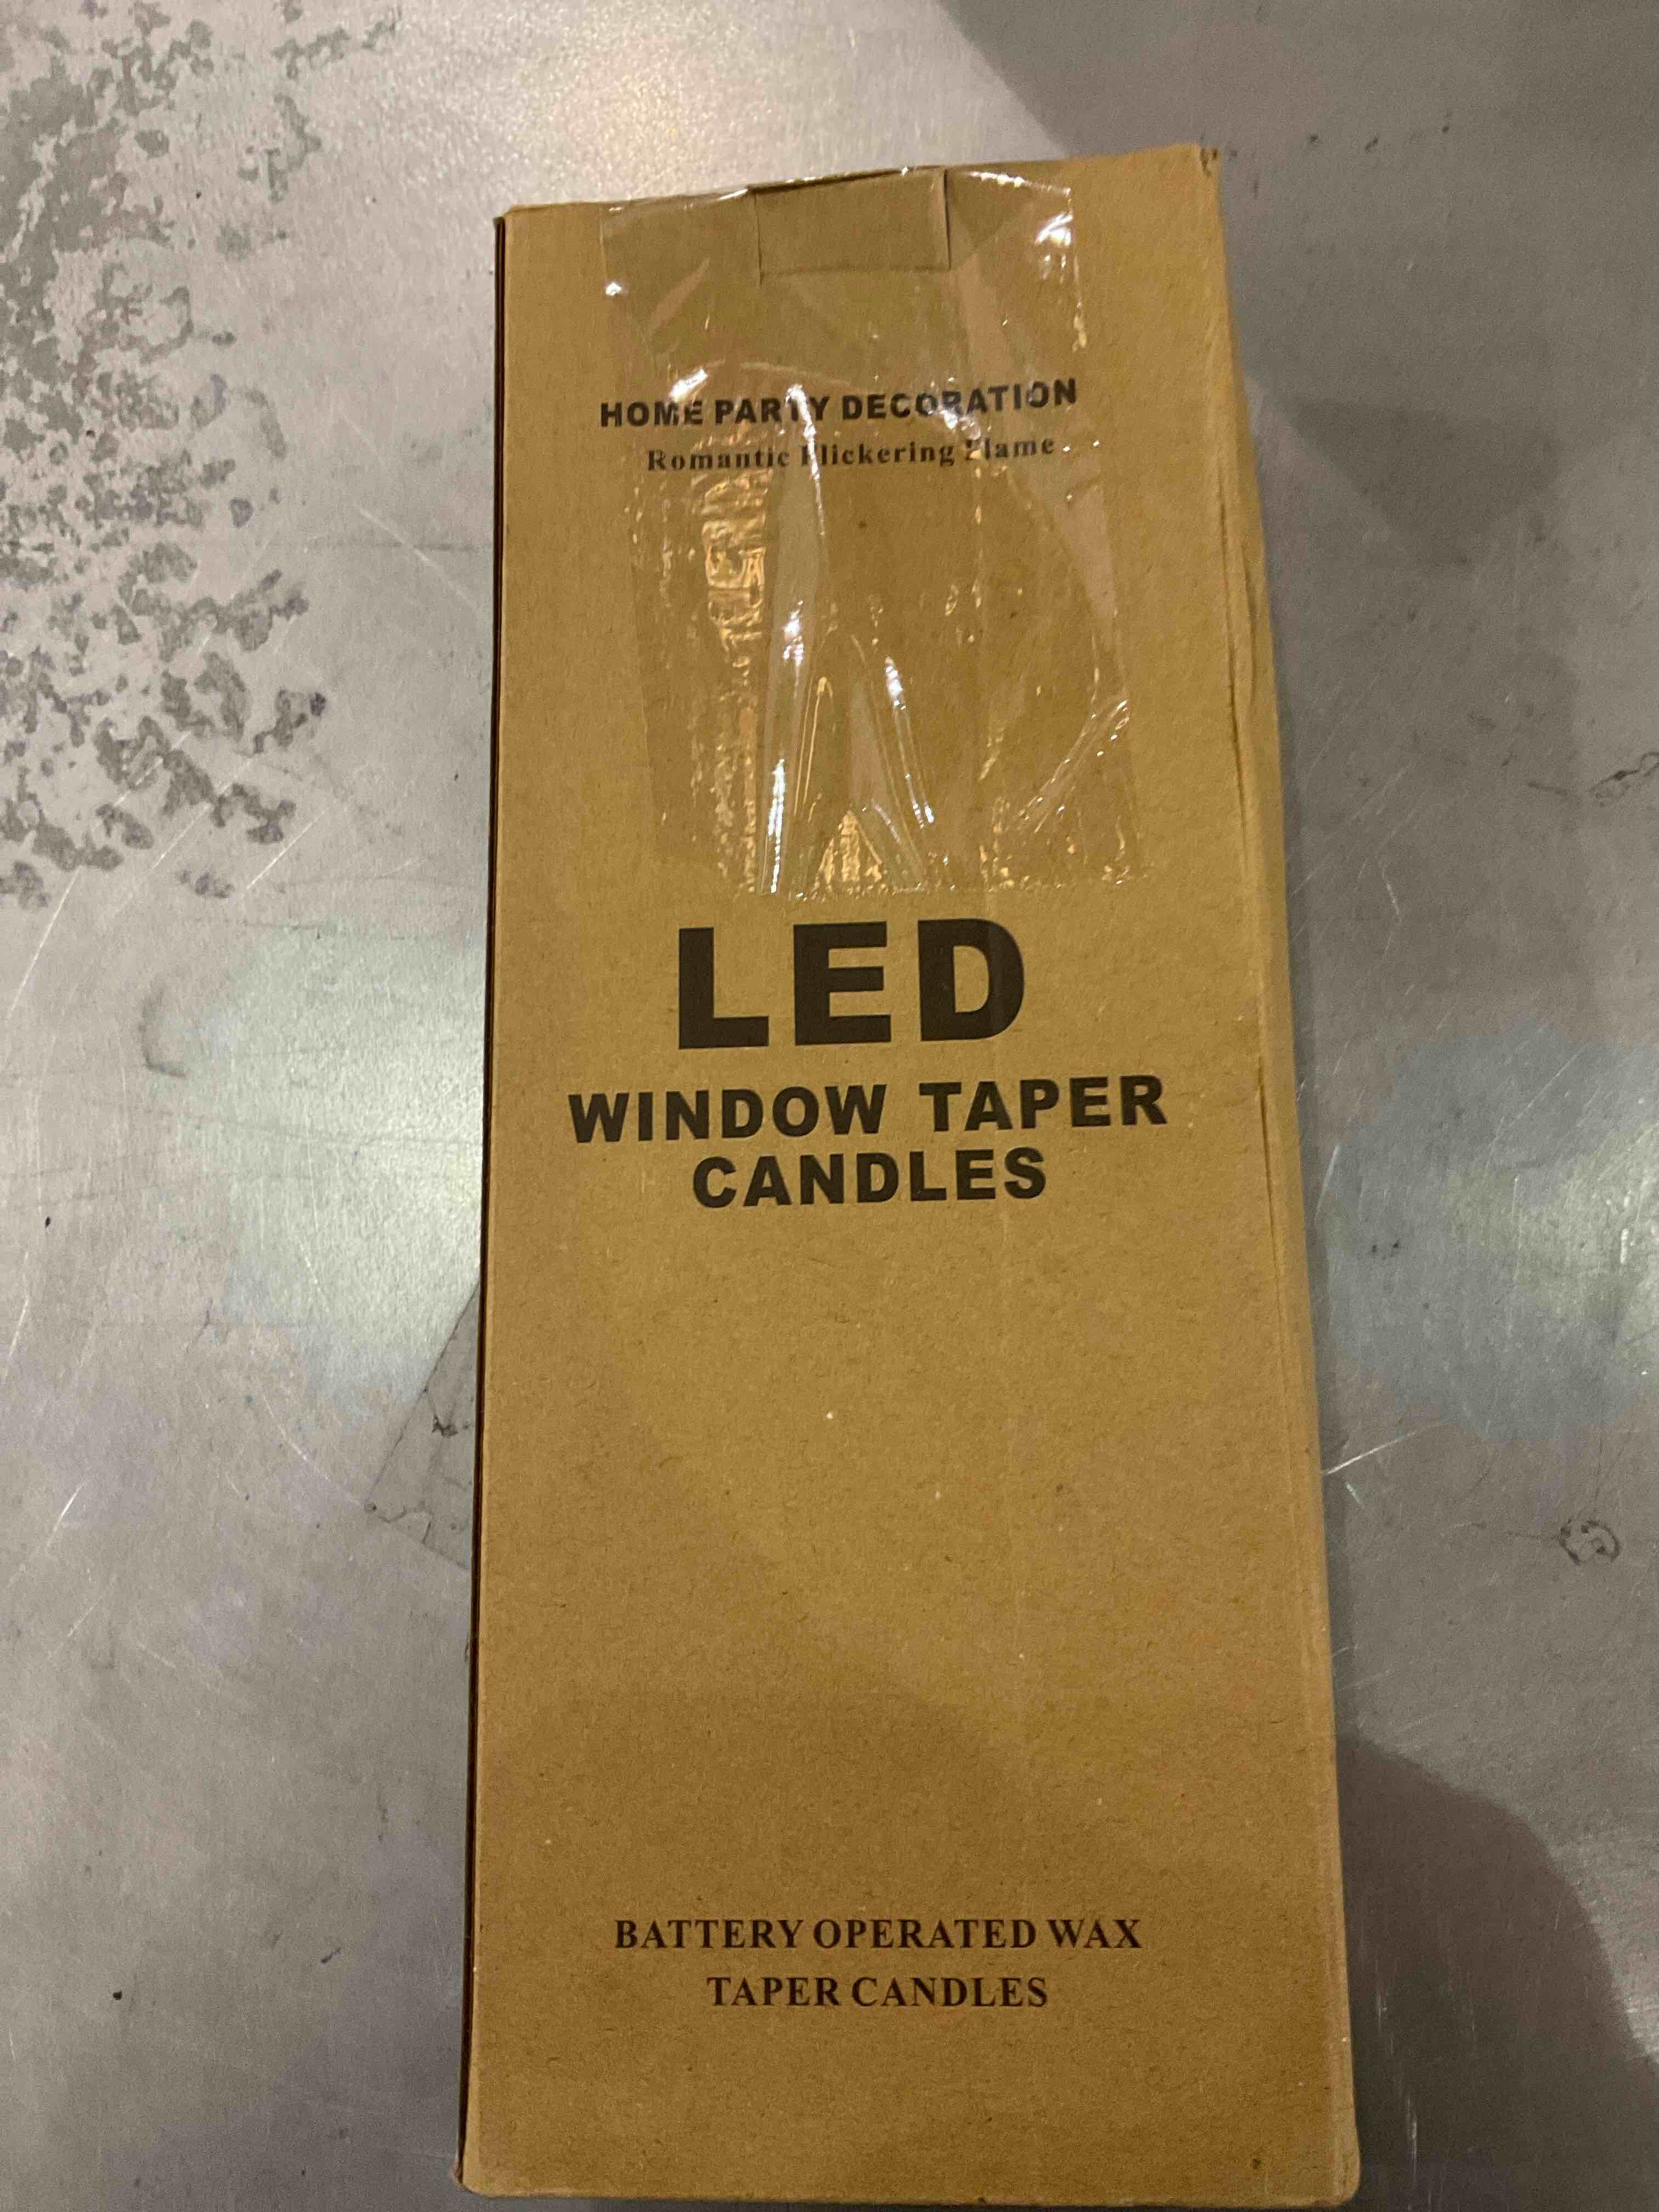 HOME PARTY DECORATION
Romantic Flickering Flame
LED
WINDOW TAPER
CANDLES
BATTERY OPERATED WAX
TAPER CANDLES